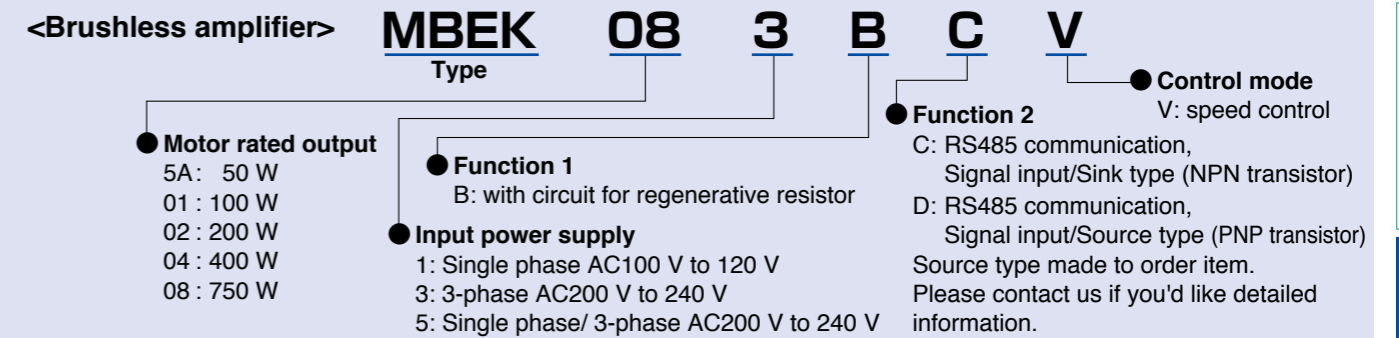 <Brushless amplifier> MBEK 08 3 B C V
Type
● Control mode
V: speed control
● Motor rated output
5A: 50 W
01 : 100 W
02 : 200 W
04 : 400 W
08 : 750 W
● Function 1
B: with circuit for regenerative resistor
● Input power supply
1: Single phase AC100 V to 120 V
3: 3-phase AC200 V to 240 V
5: Single phase/ 3-phase AC200 V to 240 V
● Function 2
C: RS485 communication,
Signal input/Sink type (NPN transistor)
D: RS485 communication,
Signal input/Source type (PNP transistor)
Source type made to order item.
Please contact us if you'd like detailed
information.